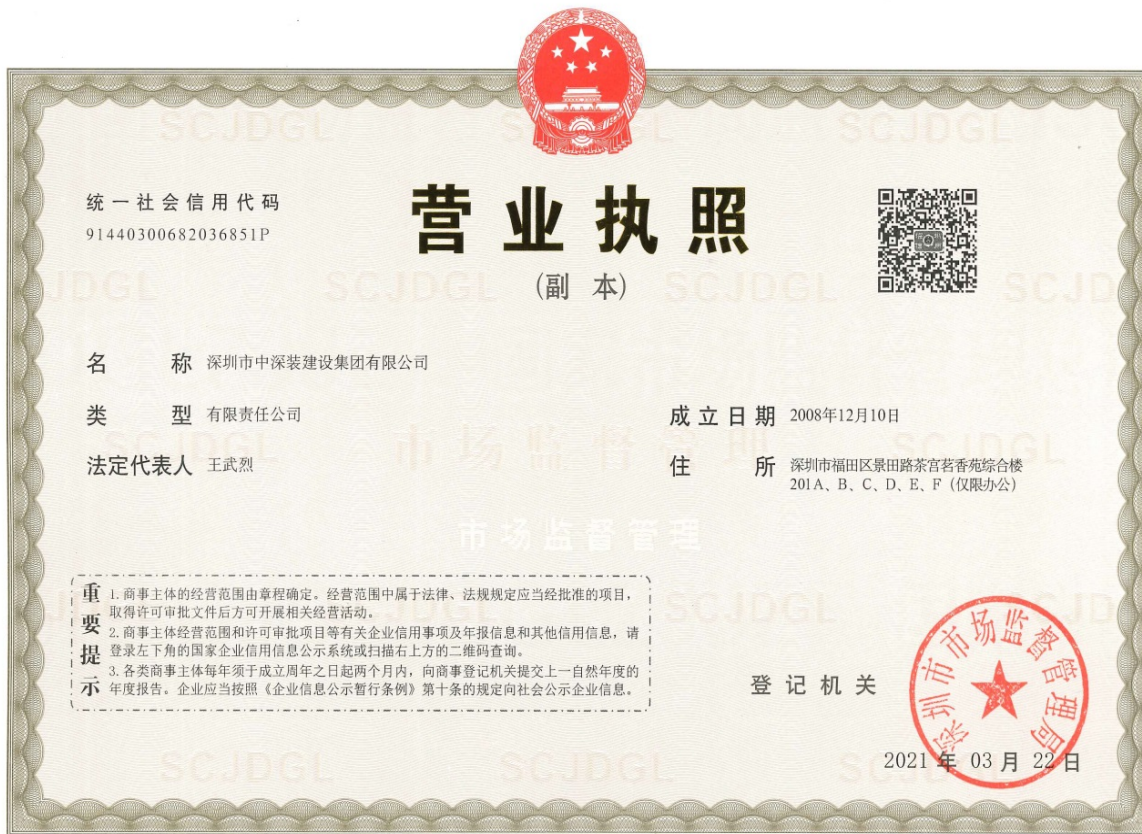 统一社会信用代码
91440300682036851P
营业执照
(副 本)
名 称 深圳市中深装建设集团有限公司
类 型 有限责任公司
法定代表人 王武烈
成立日期 2008年12月10日
住 所 深圳市福田区景田路茶宫茗香苑综合楼
201A、B、C、D、E、F（仅限办公）
重要提示
1.商事主体的经营范围由章程确定。经营范围中属于法律、法规规定应当经批准的项目，
取得许可审批文件后方可开展相关经营活动。
2.商事主体经营范围和许可审批项目等有关企业信用事项及年报信息和其他信用信息，请
登录左下角的国家企业信用信息公示系统或扫描右上方的二维码查询。
3.各类商事主体每年须于成立周年之日起两个月内，向商事登记机关提交上一自然年度的
年度报告。企业应当按照《企业信息公示暂行条例》第十条的规定向社会公示企业信息。
登记机关
深圳市市场监督管理局
2021 年 03 月 22 日
SCJDGL
市场监督管理
市场监督管理